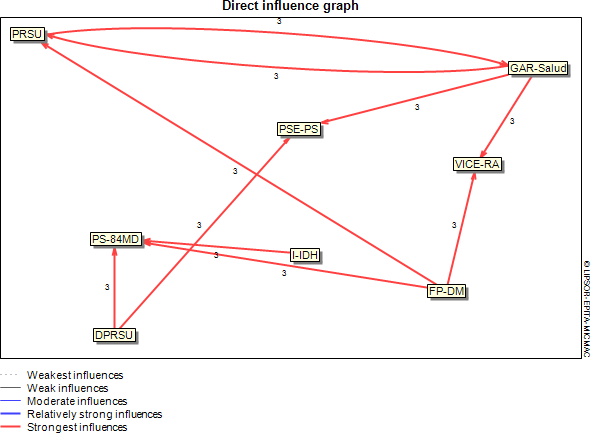 Direct influence graph
3
PRSU
GAR-Salud
3
3
3
PSE-PS
VICE-RA
3
3
3
PS-84MD
3
I-IDH
3
3
FP-DM
DPRSU
© LIPSOR-EPITA-MICMAC
Weakest influences
Weak influences
Moderate influences
Relatively strong influences
Strongest influences